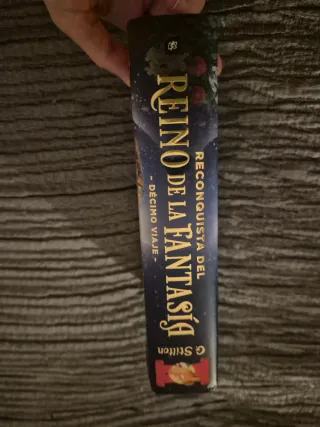 RECONQUISTA DEL
REINO DE LA FANTASÍA
- DÉCIMO VIAJE -
G. Stilton